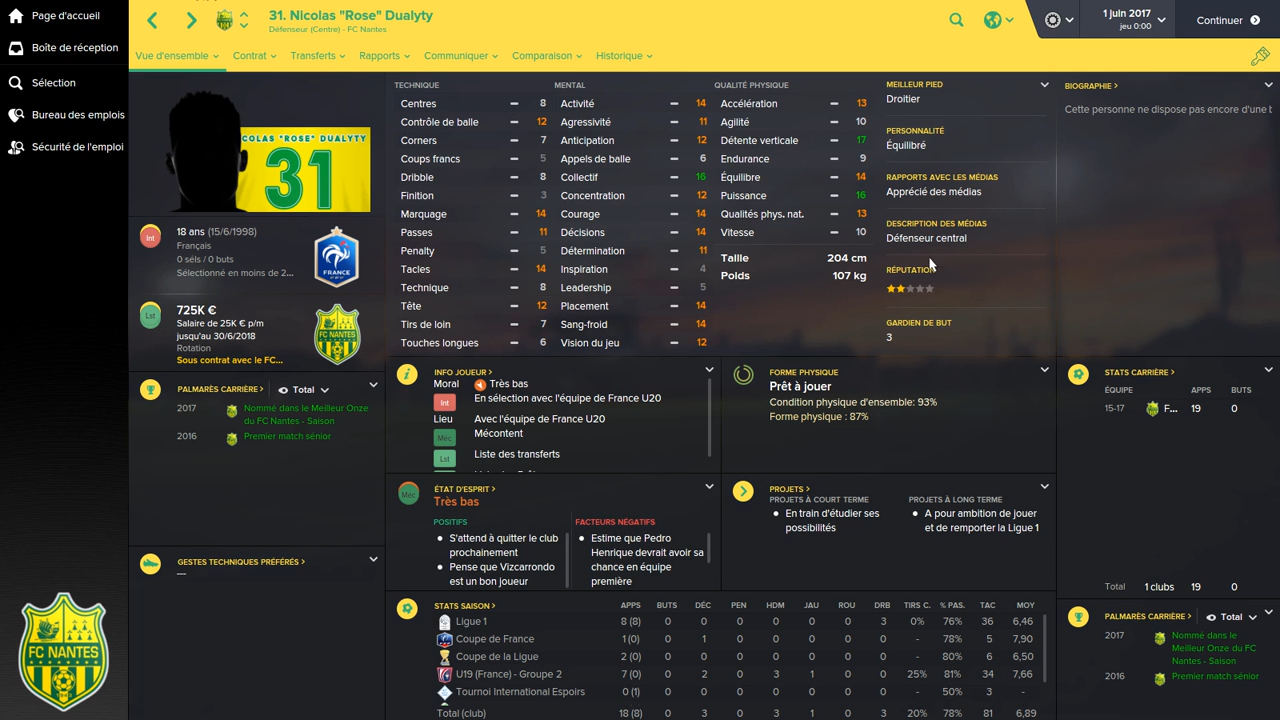 Page d'accueil
Boîte de réception
Sélection
Bureau des emplois
Sécurité de l'emploi
31. Nicolas "Rose" Dualyty
Défenseur (Centre) - FC Nantes
1 juin 2017
jeu 0:00
Continuer
Vue d'ensemble Contrat Transferts Rapports Communiquer Comparaison Historique
COLAS "ROSE" DUALYTY
31
Int
18 ans (15/6/1998)
Français
0 séls / 0 buts
Sélectionné en moins de 2...
FRANCE
Lst
725K €
Salaire de 25K € p/m
jusqu'au 30/6/2018
Rotation
Sous contrat avec le FC...
FC NANTES
PALMARÈS CARRIÈRE > Total
2017 Nommé dans le Meilleur Onze
du FC Nantes - Saison
2016 Premier match sénior
GESTES TECHNIQUES PRÉFÉRÉS >
---
FC NANTES
TECHNIQUE
Centres - 8
Contrôle de balle - 12
Corners - 7
Coups francs - 5
Dribble - 8
Finition - 3
Marquage - 14
Passes - 11
Penalty - 5
Tacles - 14
Technique - 8
Tête - 12
Tirs de loin - 7
Touches longues - 6
MENTAL
Activité - 14
Agressivité - 11
Anticipation - 12
Appels de balle - 6
Collectif - 16
Concentration - 12
Courage - 14
Décisions - 14
Détermination - 11
Inspiration - 4
Leadership - 5
Placement - 14
Sang-froid - 14
Vision du jeu - 12
QUALITÉ PHYSIQUE
Accélération - 13
Agilité - 10
Détente verticale - 17
Endurance - 9
Équilibre - 14
Puissance - 16
Qualités phys. nat. - 13
Vitesse - 10
Taille 204 cm
Poids 107 kg
MEILLEUR PIED
Droitier
PERSONNALITÉ
Équilibré
RAPPORTS AVEC LES MÉDIAS
Apprécié des médias
DESCRIPTION DES MÉDIAS
Défenseur central
RÉPUTATION
GARDIEN DE BUT
3
BIOGRAPHIE >
Cette personne ne dispose pas encore d'une b
INFO JOUEUR >
Moral Très bas
Int En sélection avec l'équipe de France U20
Lieu Avec l'équipe de France U20
Méc Mécontent
Lst Liste des transferts
FORME PHYSIQUE
Prêt à jouer
Condition physique d'ensemble: 93%
Forme physique : 87%
STATS CARRIÈRE >
ÉQUIPE APPS BUTS
15-17 F... 19 0
Total 1 clubs 19 0
Méc
ÉTAT D'ESPRIT >
Très bas
POSITIFS
S'attend à quitter le club
prochainement
Pense que Vizcarrondo
est un bon joueur
FACTEURS NÉGATIFS
Estime que Pedro
Henrique devrait avoir sa
chance en équipe
première
PROJETS >
PROJETS À COURT TERME
En train d'étudier ses
possibilités
PROJETS À LONG TERME
A pour ambition de jouer
et de remporter la Ligue 1
STATS SAISON > APPS BUTS DÉC PEN HDM JAU ROU DRB TIRS C. % PAS. TAC MOY
Ligue 1 8 (8) 0 0 0 0 0 0 3 0% 76% 36 6,46
Coupe de France 1 (0) 0 1 0 0 0 0 0 - 78% 5 7,90
Coupe de la Ligue 2 (0) 0 0 0 0 0 0 0 - 80% 6 6,50
U19 (France) - Groupe 2 7 (0) 0 2 0 3 1 0 0 25% 81% 34 7,66
Tournoi International Espoirs 0 (1) 0 0 0 0 0 0 0 - 50% 3 -
Total (club) 18 (8) 0 3 0 3 1 0 3 20% 78% 81 6,89
PALMARÈS CARRIÈRE > Total
2017 Nommé dans le
Meilleur Onze du FC
Nantes - Saison
2016 Premier match sénior